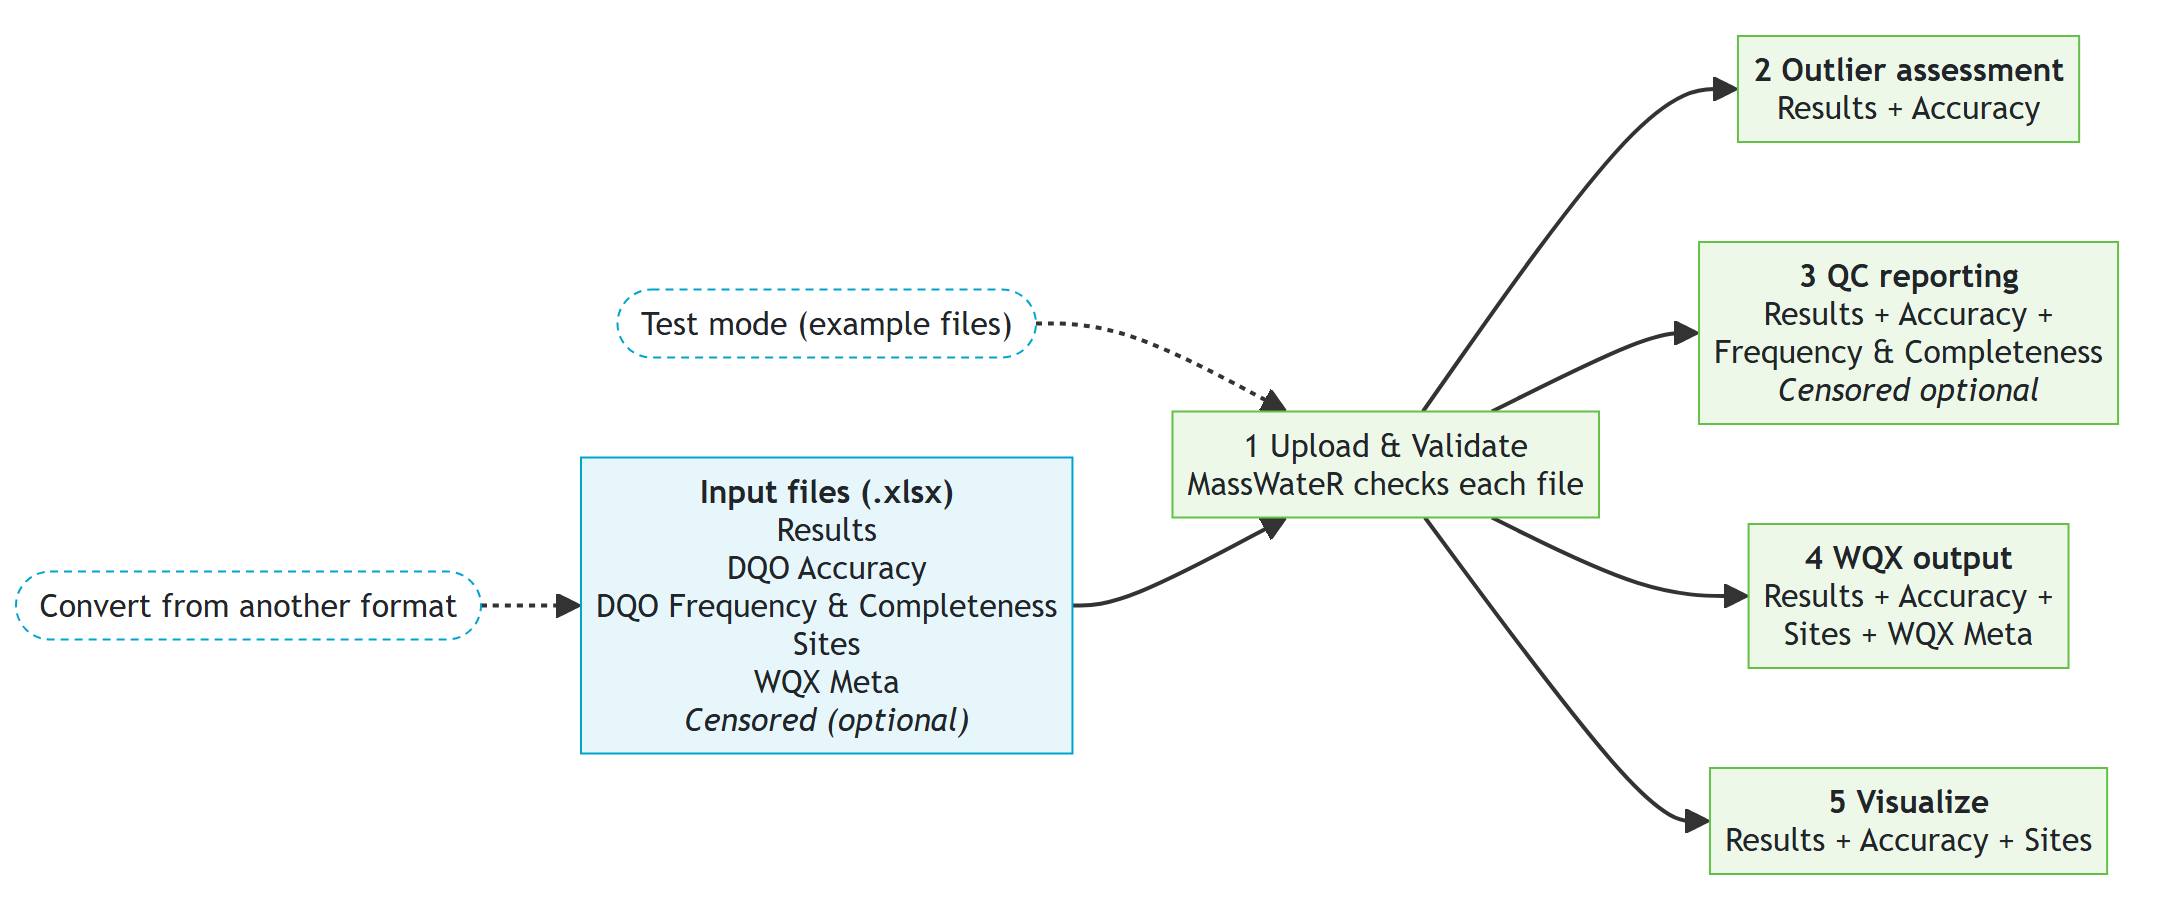 Convert from another format
Test mode (example files)
Input files (.xlsx)
Results
DQO Accuracy
DQO Frequency & Completeness
Sites
WQX Meta
Censored (optional)
1 Upload & Validate
MassWateR checks each file
2 Outlier assessment
Results + Accuracy
3 QC reporting
Results + Accuracy +
Frequency & Completeness
Censored optional
4 WQX output
Results + Accuracy +
Sites + WQX Meta
5 Visualize
Results + Accuracy + Sites